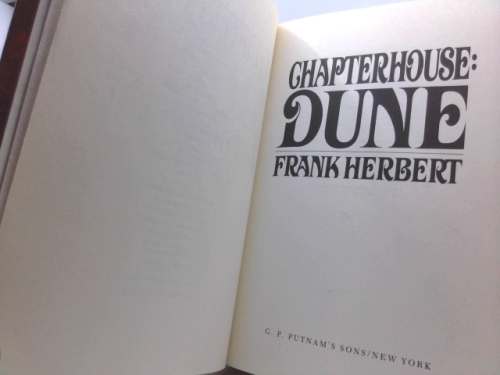 CHAPTERHOUSE:
DUNE
FRANK HERBERT
G. P. PUTNAM'S SONS/NEW YORK